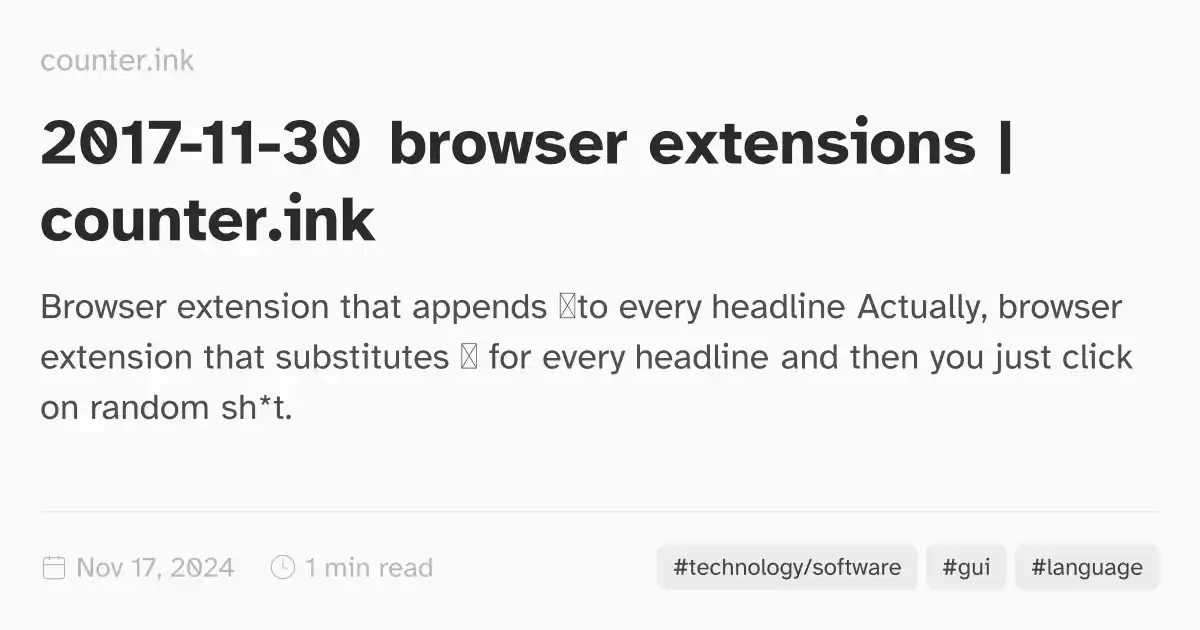 counter.ink
2017-11-30 browser extensions |
counter.ink
Browser extension that appends to every headline Actually, browser
extension that substitutes for every headline and then you just click
on random sh*t.
Nov 17, 2024
1 min read
#technology/software
#gui
#language